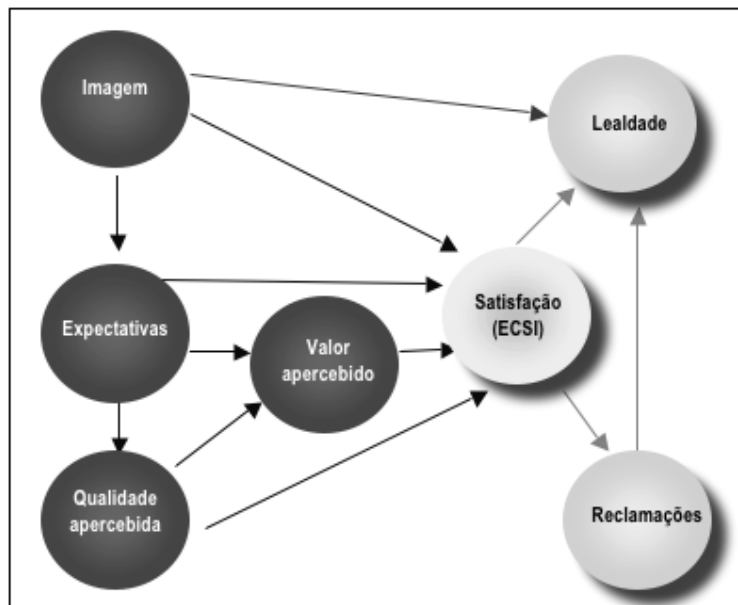 Imagem
Lealdade
Expectativas
Valor
apercebido
Satisfação
(ECSI)
Qualidade
apercebida
Reclamações